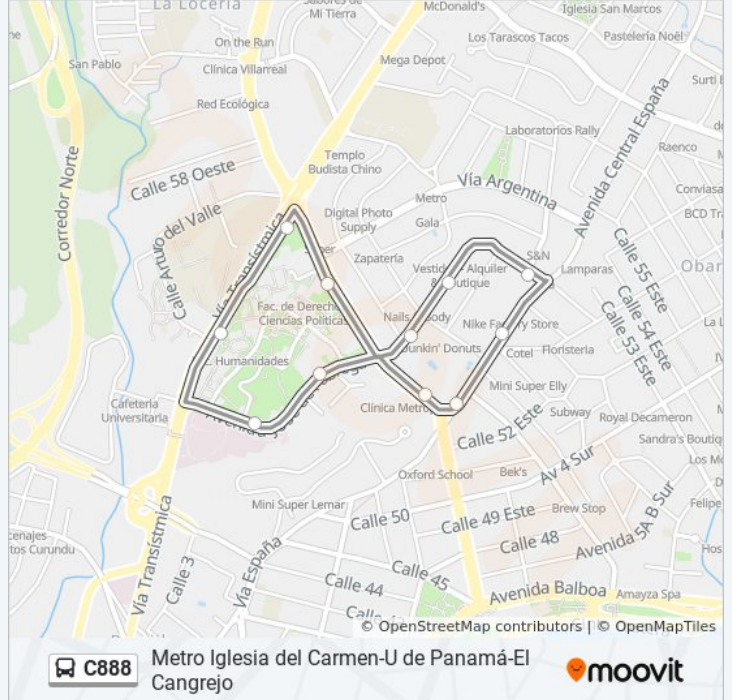 La Locería
Sabores de
Mi Tierra
McDonald's
Iglesia San Marcos
On the Run
Los Tarascos Tacos
Pastelería Noël
San Pablo
Clínica Villarreal
Mega Depot
Surti
Red Ecológica
Laboratorios Rally
Raenco
Templo
Budista Chino
Calle 58 Oeste
Corredor Norte
Metro
Vía Argentina
Avenida Central España
Conviasa
Digital Photo
Supply
Gala
BCD
Calle Arturo del Valle
Vía Transístmica
Zapatería
S&N
Lamparas
Calle 55 Este
Obar
Alquiler
Fac. de Derecho
Ciencias Políticas
Nails
Body
Nike Factory Store
Calle 54 Este
Calle 53 Este
Humanidades
Dunkin' Donuts
Cotel
Floristería
Mini Super Elly
Cafetería
Universitaria
Clínica Metro
Subway
Royal Decameron
Calle 52 Este
Sandra's Boutiq
Oxford School
Bek's
Av 4 Sur
Mini Super Lemar
Calle 50
Calle 49 Este
Brew Stop
Felipe
Vía Transístmica
Calle 3
Vía España
Calle 48
Avenida 5A B Sur
cenajes
tos Curundu
Calle 45
Calle 44
Avenida Balboa
Amayza Spa
© OpenStreetMap contributors | © OpenMapTiles
C888
Metro Iglesia del Carmen-U de Panamá-El
Cangrejo
moovit